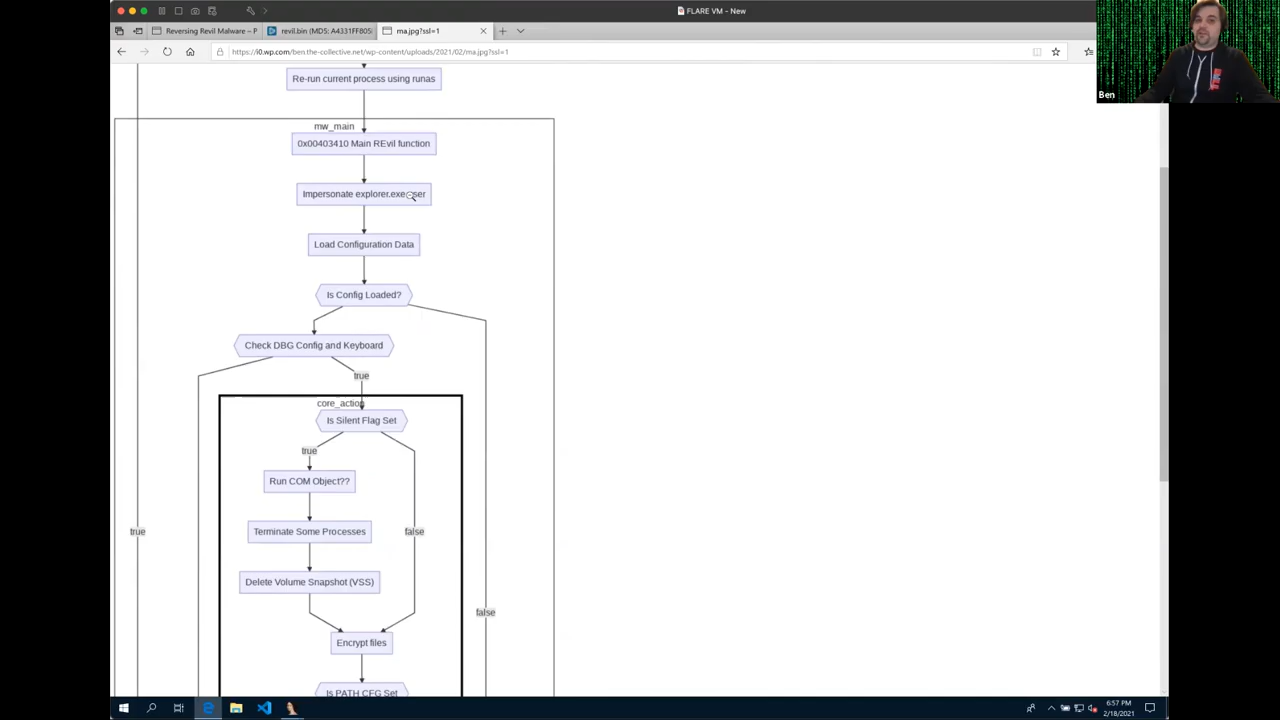 FLARE VM - New
Reversing Revil Malware – P
revil.bin (MD5: A4331FF805
ma.jpg?ssl=1
https://i0.wp.com/ben.the-collective.net/wp-content/uploads/2021/02/ma.jpg?ssl=1
Ben
Re-run current process using runas
mw_main
0x00403410 Main REvil function
Impersonate explorer.exe user
Load Configuration Data
Is Config Loaded?
Check DBG Config and Keyboard
true
core_action
Is Silent Flag Set
true
Run COM Object??
Terminate Some Processes
true
false
Delete Volume Snapshot (VSS)
false
Encrypt files
Is PATH CFG Set
6:57 PM
2/18/2021